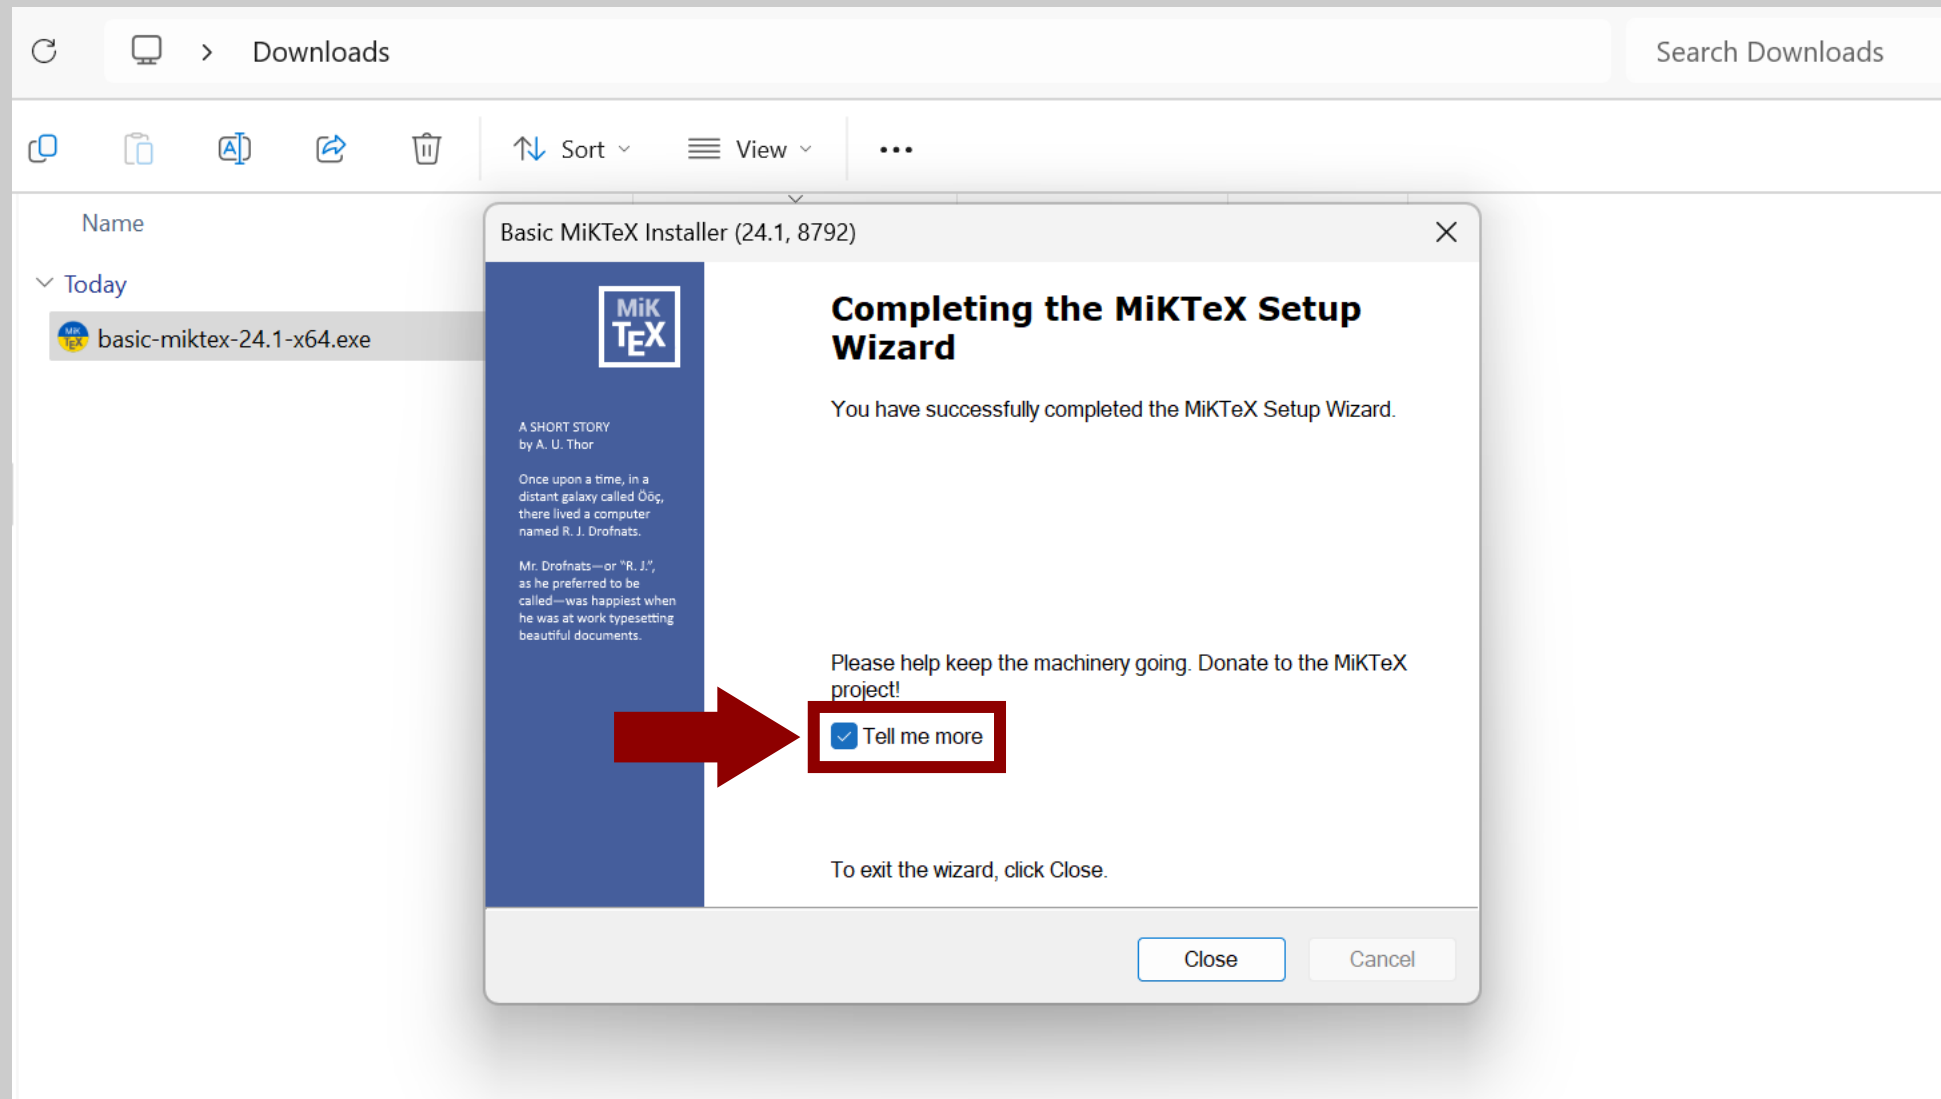 Downloads
Search Downloads
Sort
View
Name
Today
basic-miktex-24.1-x64.exe
Basic MiKTeX Installer (24.1, 8792)
MiK
TEX
A SHORT STORY
by A. U. Thor
Once upon a time, in a
distant galaxy called Ööç,
there lived a computer
named R. J. Drofnats.
Mr. Drofnats—or “R. J.”,
as he preferred to be
called—was happiest when
he was at work typesetting
beautiful documents.
Completing the MiKTeX Setup
Wizard
You have successfully completed the MiKTeX Setup Wizard.
Please help keep the machinery going. Donate to the MiKTeX
project!
Tell me more
To exit the wizard, click Close.
Close
Cancel